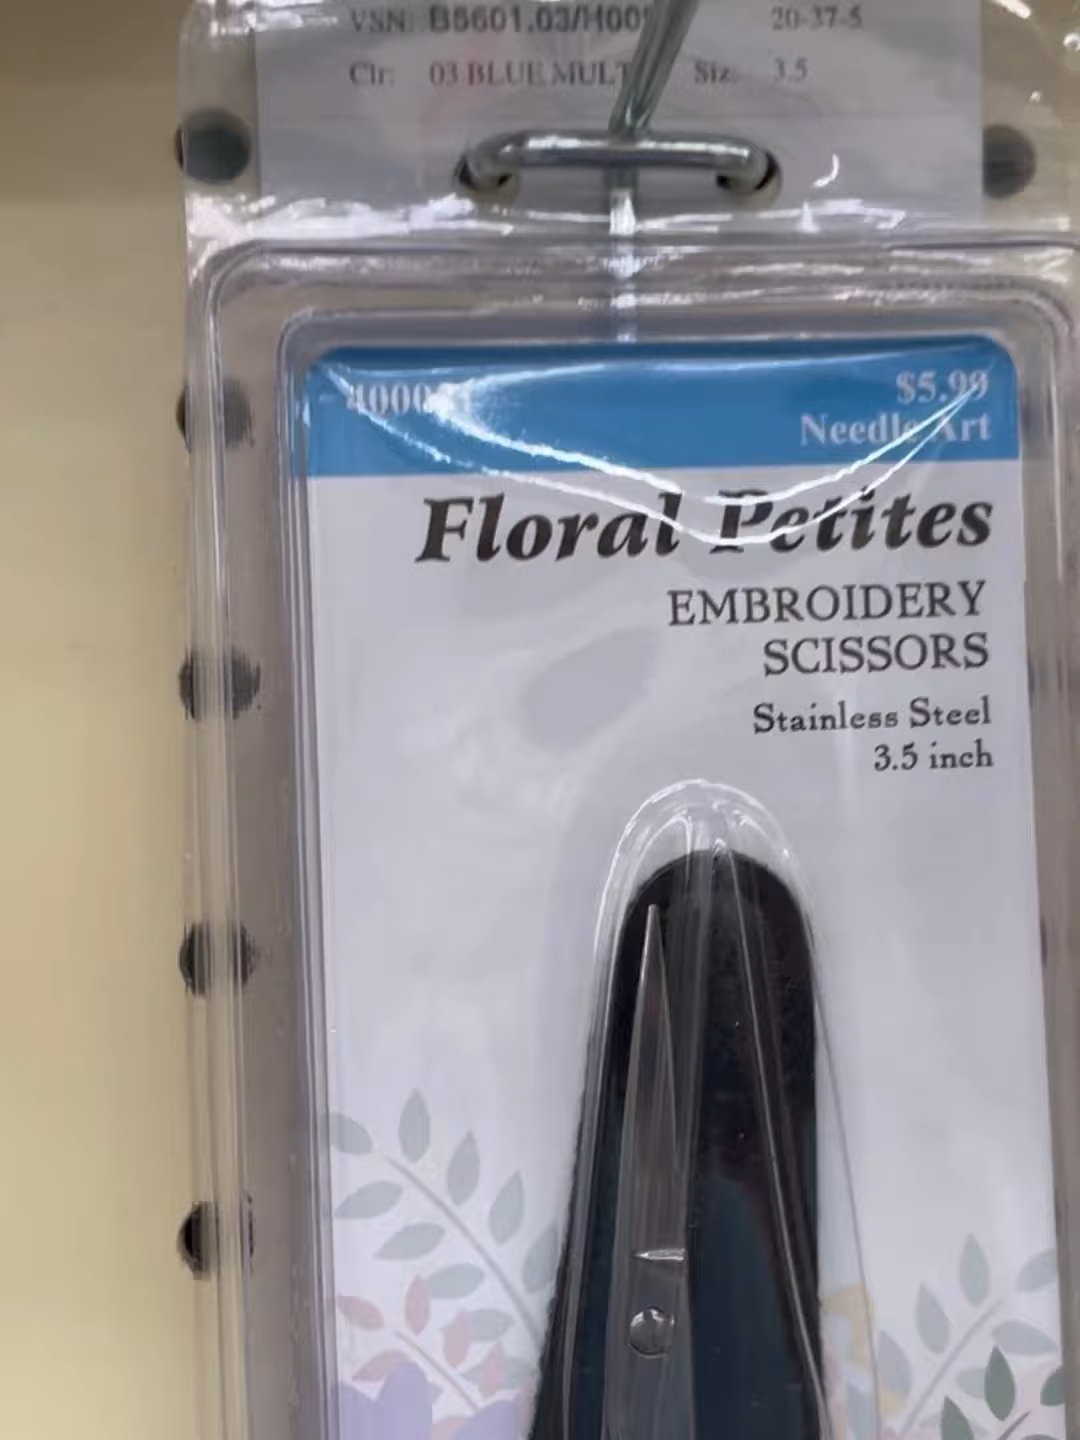 VSN: B5601.03/H00
20-37-5
Clr: 03 BLUE MULT Siz: 3.5
$5.99
Needle Art
Floral Petites
EMBROIDERY
SCISSORS
Stainless Steel
3.5 inch